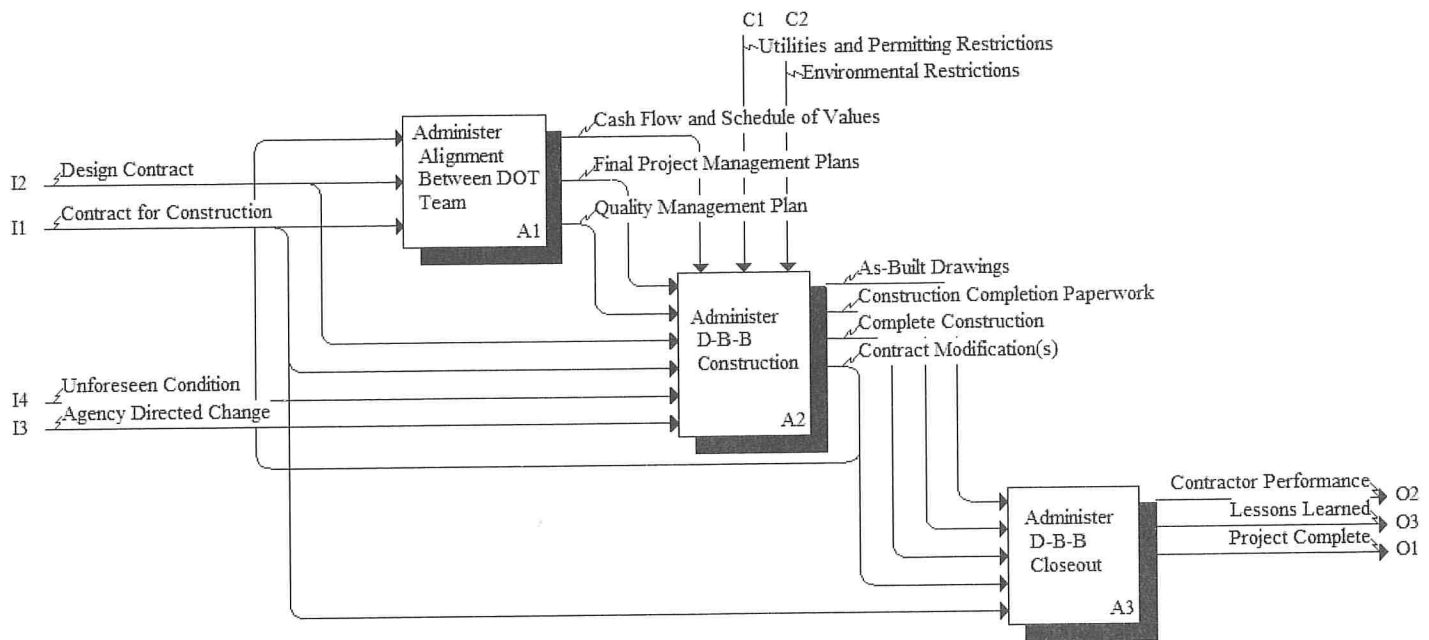 C1 C2
Utilities and Permitting Restrictions
Environmental Restrictions
Administer
Alignment
Between DOT
Team
A1
Cash Flow and Schedule of Values
Final Project Management Plans
Quality Management Plan
I2 Design Contract
I1 Contract for Construction
As-Built Drawings
Construction Completion Paperwork
Complete Construction
Contract Modification(s)
Administer
D-B-B
Construction
A2
I4 Unforeseen Condition
I3 Agency Directed Change
Contractor Performance O2
Lessons Learned O3
Project Complete O1
Administer
D-B-B
Closeout
A3